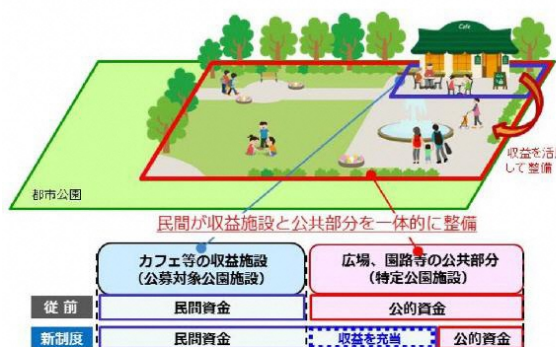 Cafe
収益を活用
して整備
都市公園
民間が収益施設と公共部分を一体的に整備
カフェ等の収益施設
(公募対象公園施設)
広場、園路等の公共部分
(特定公園施設)
従前
民間資金
公的資金
新制度
民間資金
収益を充当
公的資金